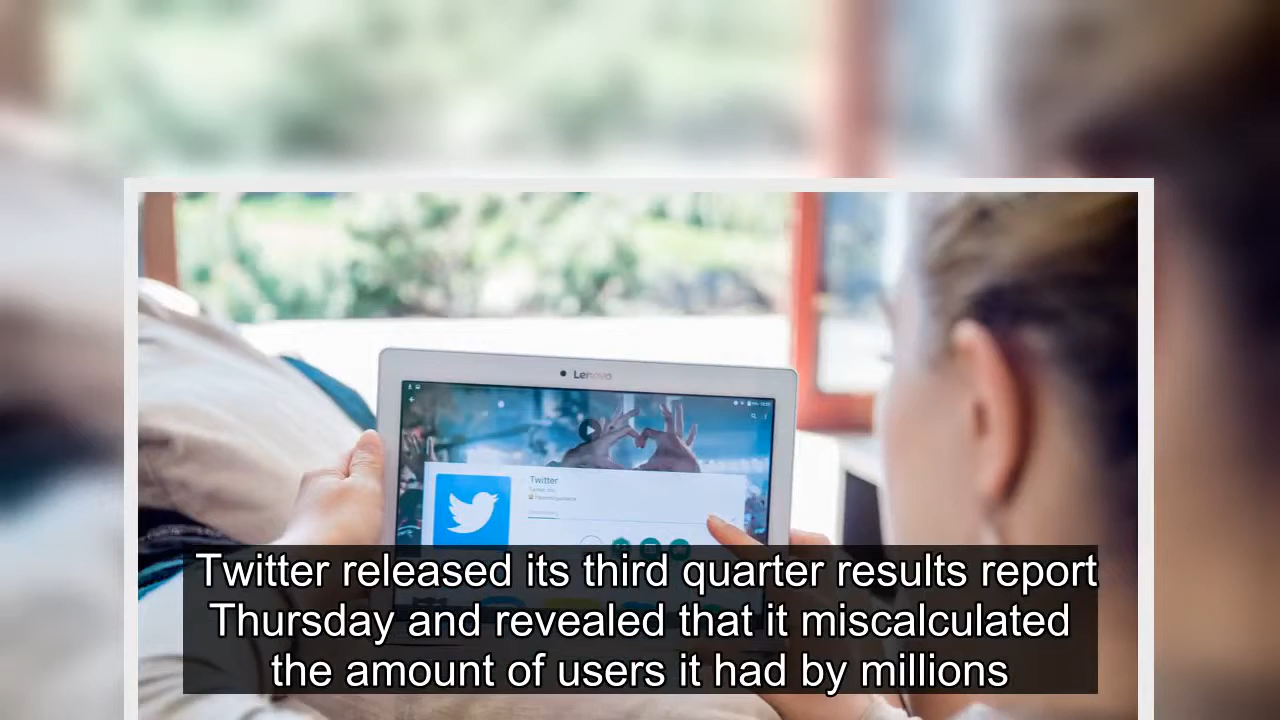 Lenovo
Twitter
Twitter released its third quarter results report
Thursday and revealed that it miscalculated
the amount of users it had by millions